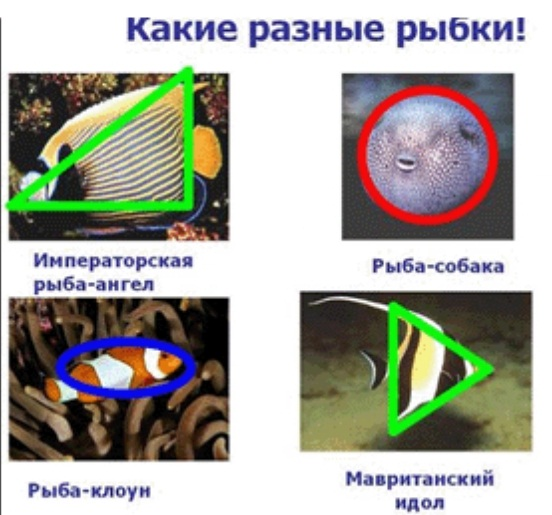 Какие разные рыбки!
Императорская
рыба-ангел
Рыба-собака
Рыба-клоун
Мавританский
идол